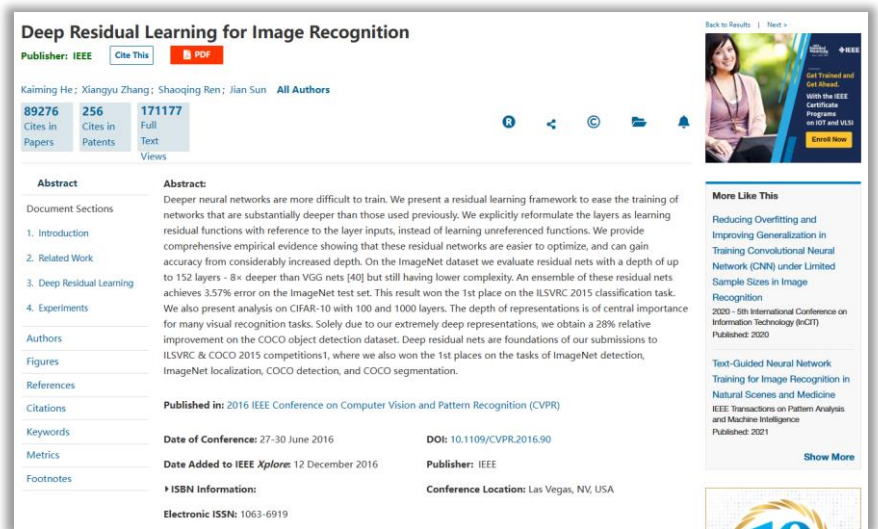 Back to Results | Next >
Deep Residual Learning for Image Recognition
Publisher: IEEE Cite This PDF
Kaiming He; Xiangyu Zhang; Shaoqing Ren; Jian Sun All Authors
89276 256 171177
Cites in Cites in Full
Papers Patents Text
Views
Abstract
Document Sections
1. Introduction
2. Related Work
3. Deep Residual Learning
4. Experiments
Authors
Figures
References
Citations
Keywords
Metrics
Footnotes
Abstract:
Deeper neural networks are more difficult to train. We present a residual learning framework to ease the training of
networks that are substantially deeper than those used previously. We explicitly reformulate the layers as learning
residual functions with reference to the layer inputs, instead of learning unreferenced functions. We provide
comprehensive empirical evidence showing that these residual networks are easier to optimize, and can gain
accuracy from considerably increased depth. On the ImageNet dataset we evaluate residual nets with a depth of up
to 152 layers - 8× deeper than VGG nets [40] but still having lower complexity. An ensemble of these residual nets
achieves 3.57% error on the ImageNet test set. This result won the 1st place on the ILSVRC 2015 classification task.
We also present analysis on CIFAR-10 with 100 and 1000 layers. The depth of representations is of central importance
for many visual recognition tasks. Solely due to our extremely deep representations, we obtain a 28% relative
improvement on the COCO object detection dataset. Deep residual nets are foundations of our submissions to
ILSVRC & COCO 2015 competitions1, where we also won the 1st places on the tasks of ImageNet detection,
ImageNet localization, COCO detection, and COCO segmentation.
Published in: 2016 IEEE Conference on Computer Vision and Pattern Recognition (CVPR)
Date of Conference: 27-30 June 2016 DOI: 10.1109/CVPR.2016.90
Date Added to IEEE Xplore: 12 December 2016 Publisher: IEEE
ISBN Information: Conference Location: Las Vegas, NV, USA
Electronic ISSN: 1063-6919
IEEE
Get Trained and
Get Ahead.
With the IEEE
Certificate
Programs
on IOT and VLSI
Enroll Now
More Like This
Reducing Overfitting and
Improving Generalization in
Training Convolutional Neural
Network (CNN) under Limited
Sample Sizes in Image
Recognition
2020 - 5th International Conference on
Information Technology (InCIT)
Published: 2020
Text-Guided Neural Network
Training for Image Recognition in
Natural Scenes and Medicine
IEEE Transactions on Pattern Analysis
and Machine Intelligence
Published: 2021
Show More